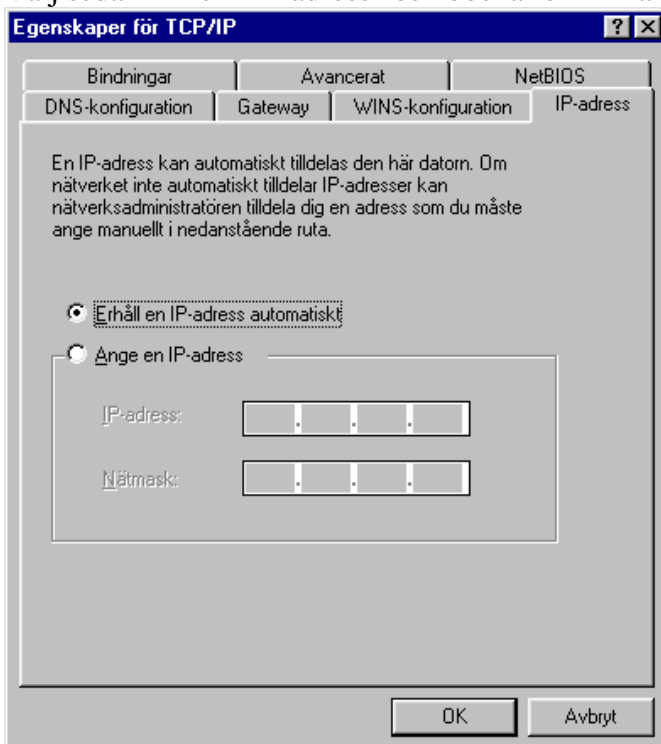 Egenskaper för TCP/IP
Bindningar Avancerat NetBIOS
DNS-konfiguration Gateway WINS-konfiguration IP-adress
En IP-adress kan automatiskt tilldelas den här datorn. Om
nätverket inte automatiskt tilldelar IP-adresser kan
nätverksadministratören tilldela dig en adress som du måste
ange manuellt i nedanstående ruta.
Erhåll en IP-adress automatiskt
Ange en IP-adress
IP-adress:
Nätmask:
OK Avbryt